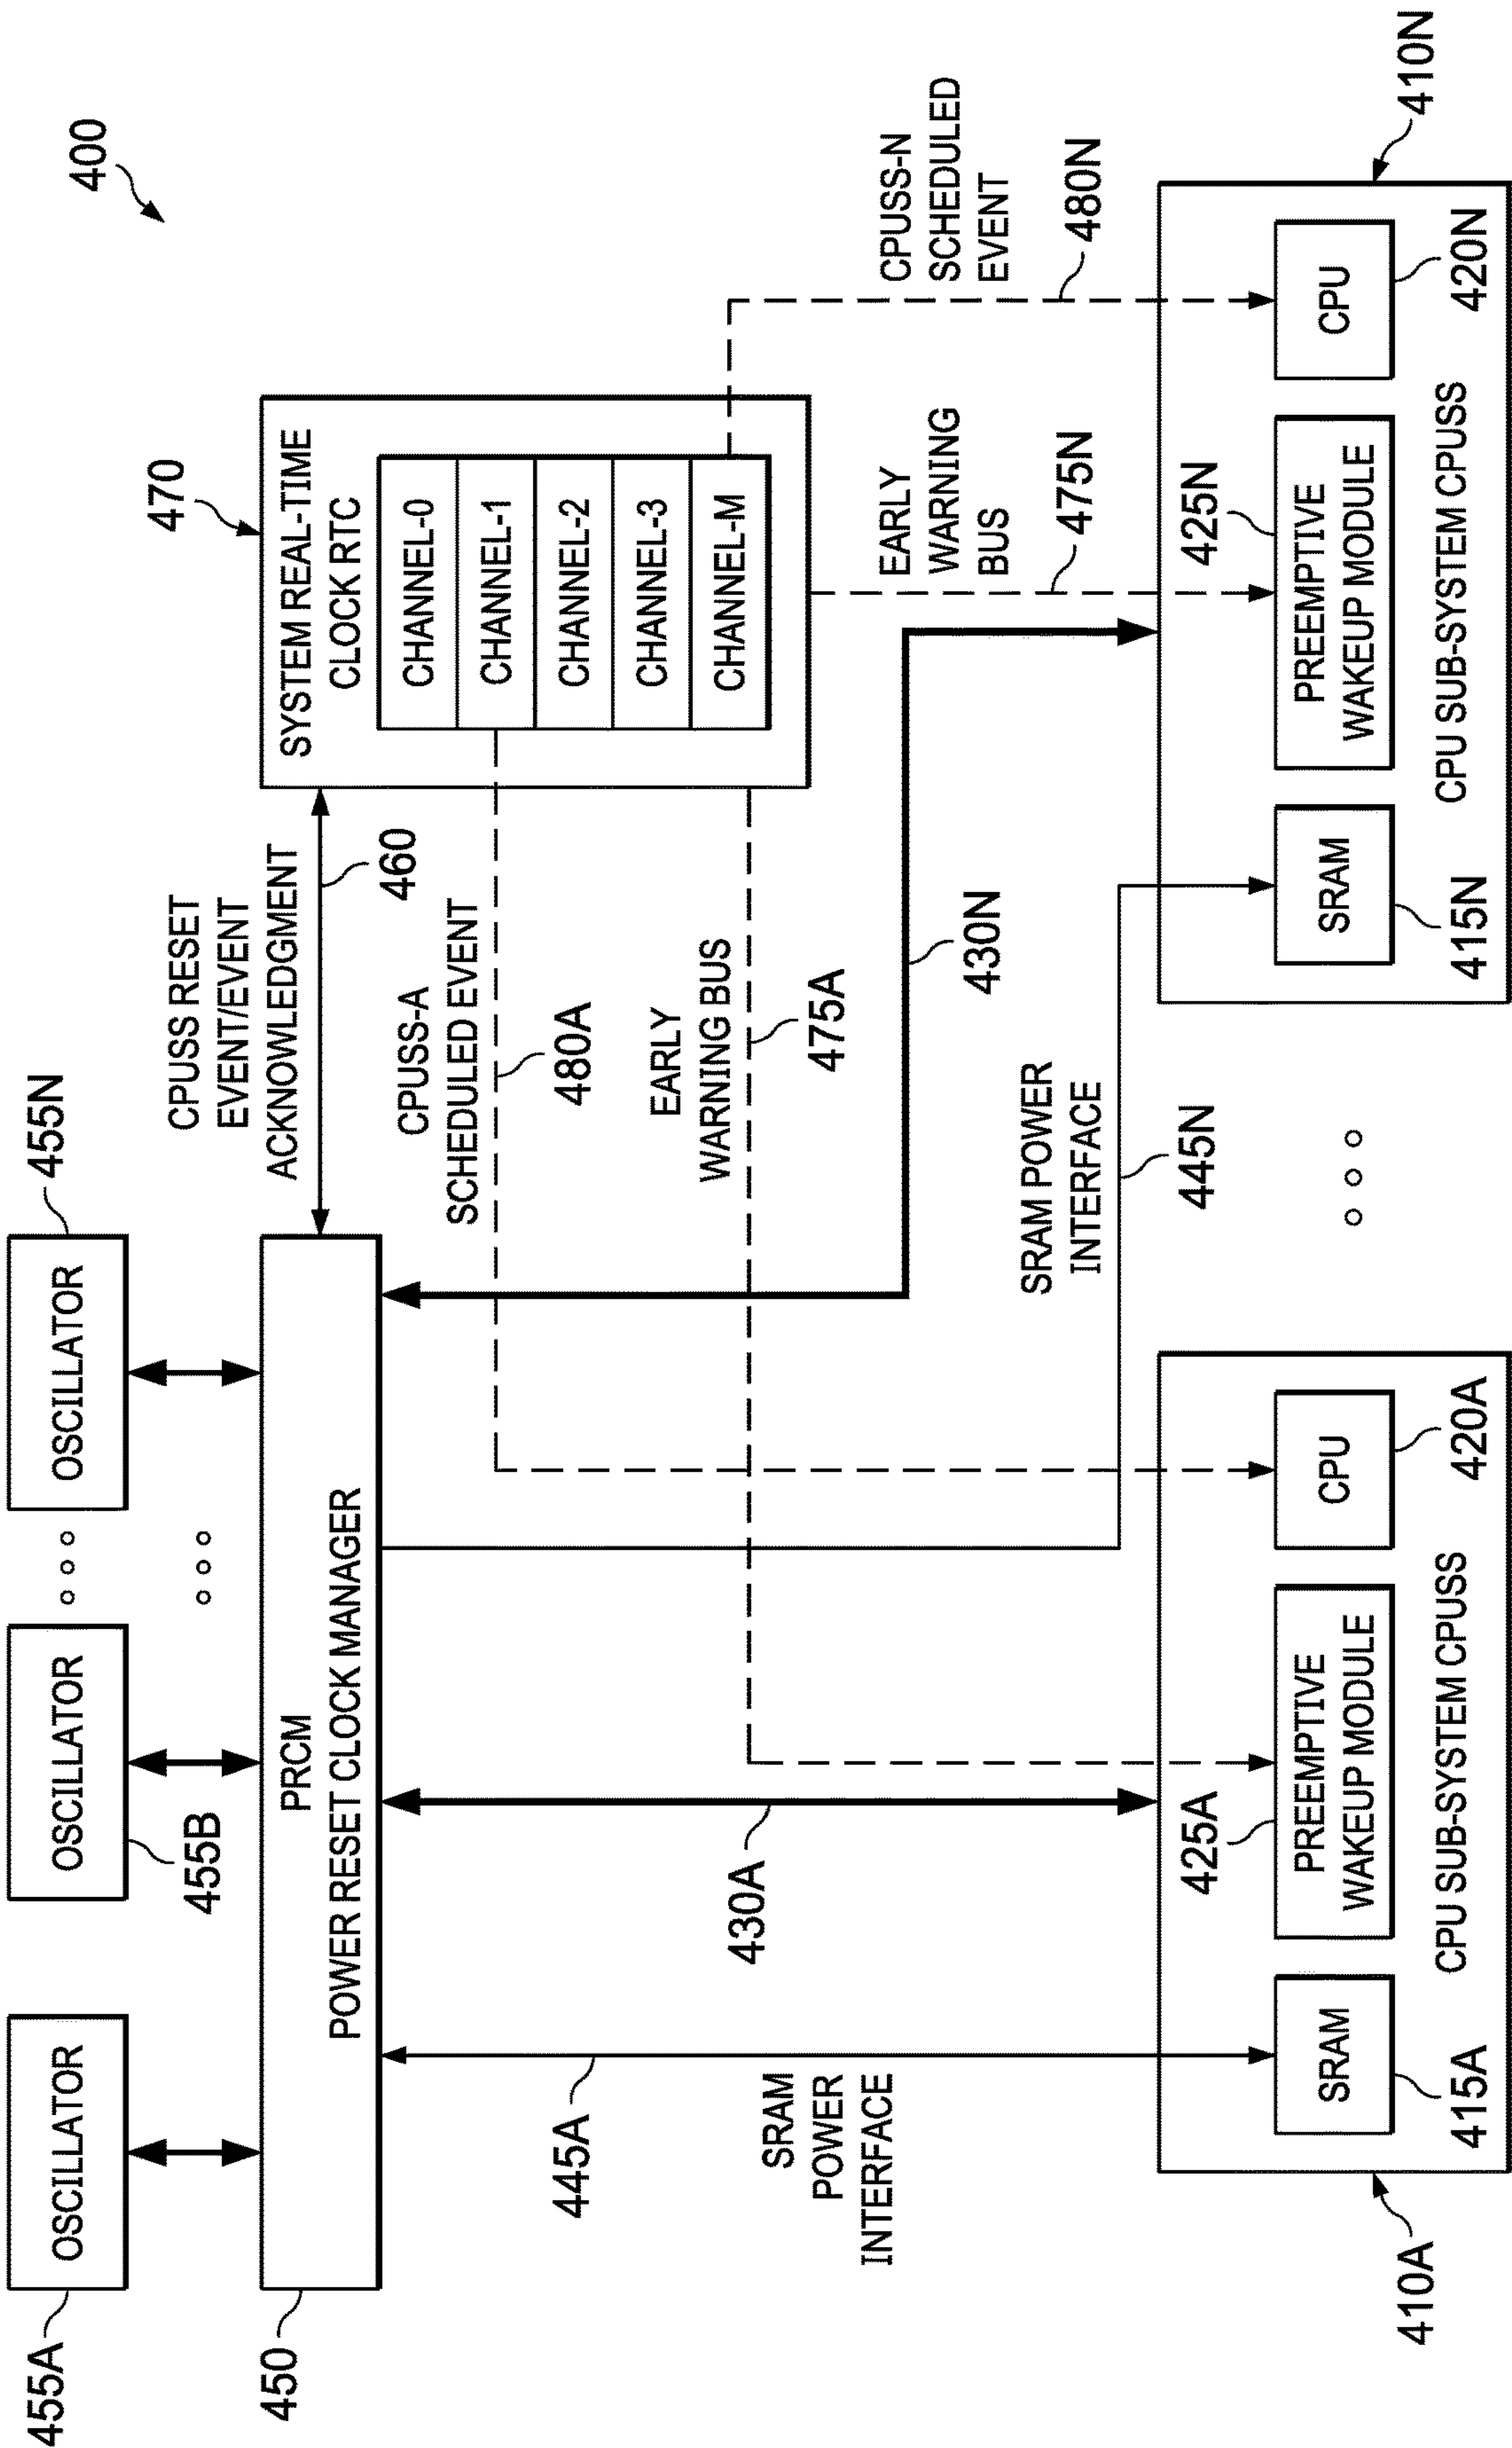 400
455A
OSCILLATOR
455B
OSCILLATOR
455N
OSCILLATOR
450
PRCM
POWER RESET CLOCK MANAGER
CPUSS RESET
EVENT/EVENT
ACKNOWLEDGMENT
460
470
SYSTEM REAL-TIME
CLOCK RTC
CHANNEL-0
CHANNEL-1
CHANNEL-2
CHANNEL-3
CHANNEL-M
CPUSS-A
SCHEDULED EVENT
480A
EARLY
WARNING BUS
475A
CPUSS-N
SCHEDULED
EVENT
480N
EARLY
WARNING
BUS
475N
445A
SRAM
POWER
INTERFACE
430A
430N
SRAM POWER
INTERFACE
445N
410A
SRAM
415A
425A
PREEMPTIVE
WAKEUP MODULE
CPU
420A
CPU SUB-SYSTEM CPUSS
SRAM
415N
425N
PREEMPTIVE
WAKEUP MODULE
CPU
420N
CPU SUB-SYSTEM CPUSS
410N